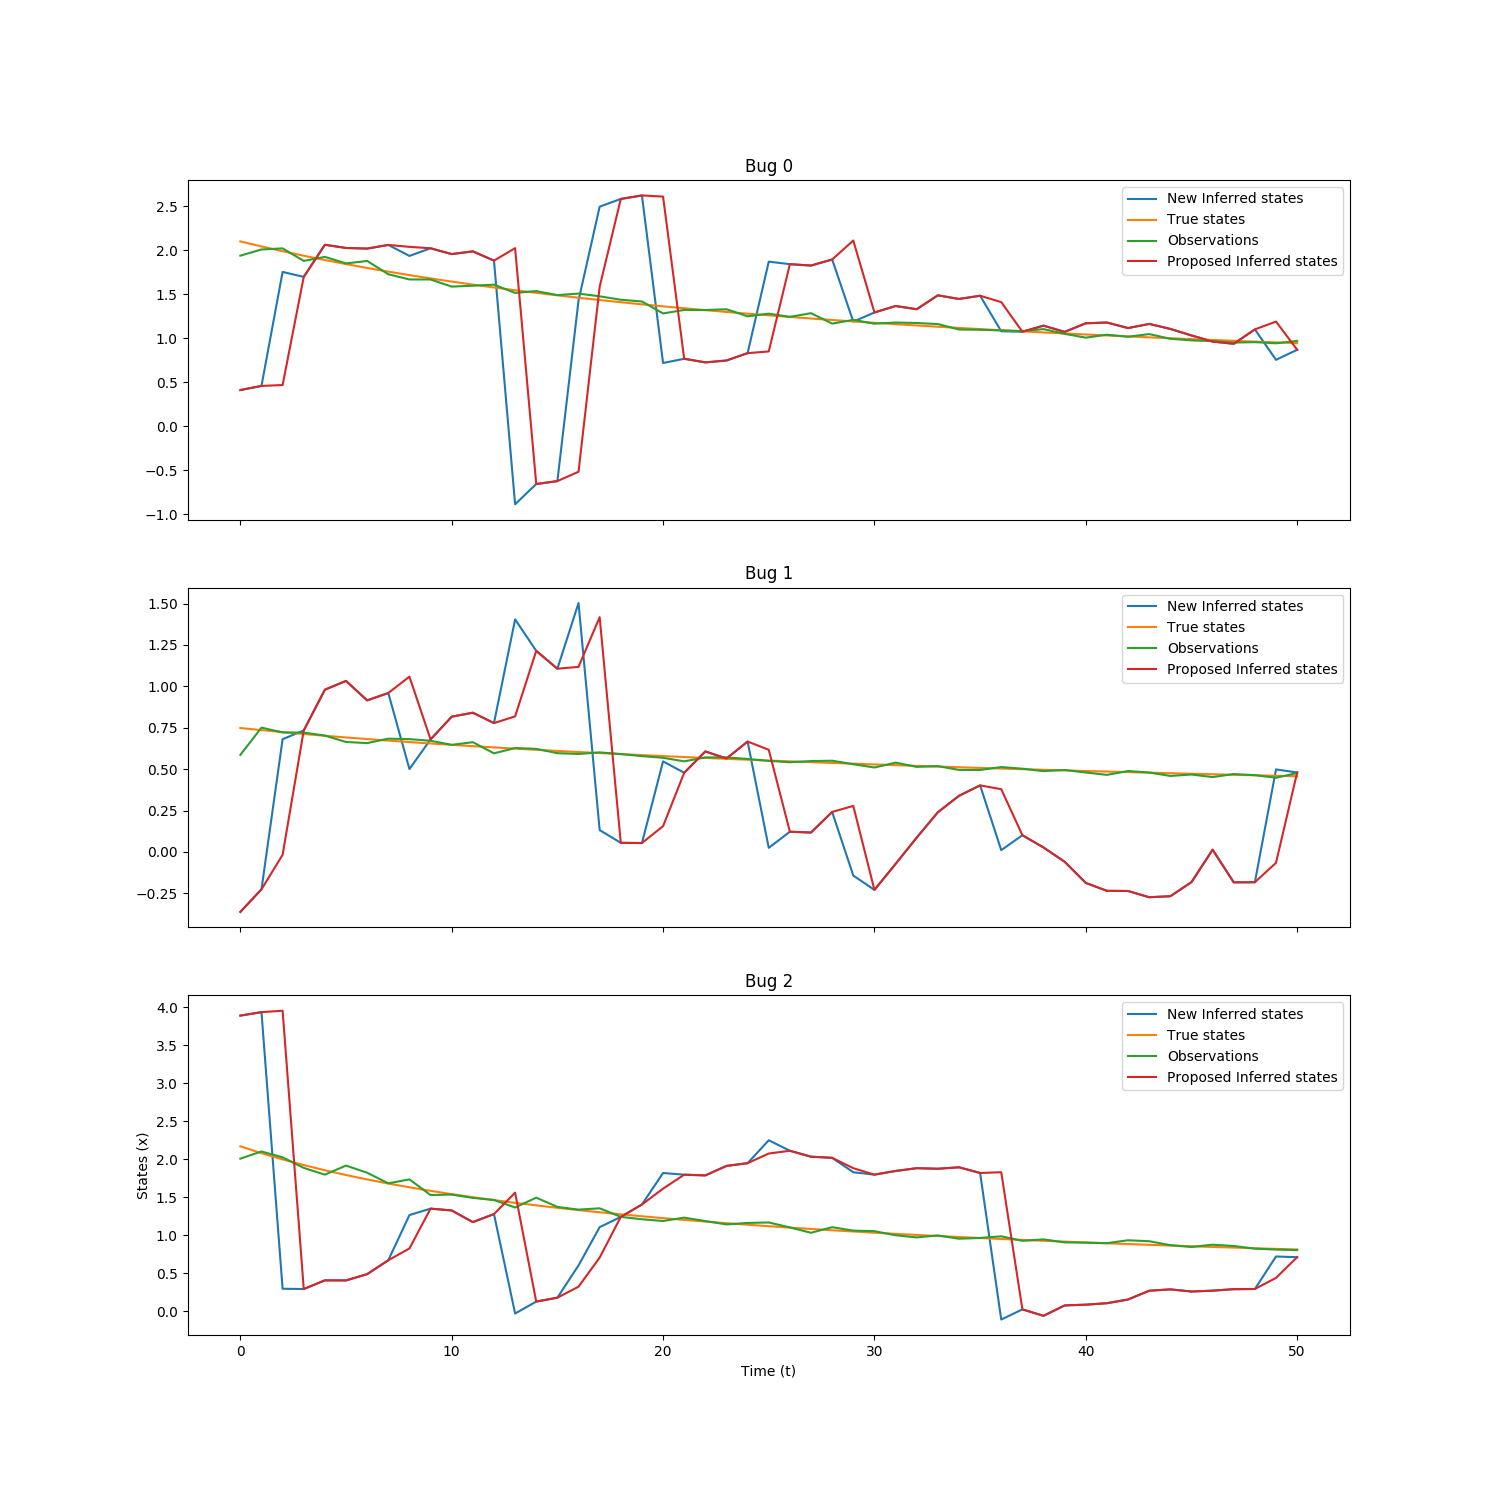 Bug 0
New Inferred states
True states
Observations
Proposed Inferred states
2.5
2.0
1.5
1.0
0.5
0.0
−0.5
−1.0
Bug 1
New Inferred states
True states
Observations
Proposed Inferred states
1.50
1.25
1.00
0.75
0.50
0.25
0.00
−0.25
Bug 2
New Inferred states
True states
Observations
Proposed Inferred states
4.0
3.5
3.0
2.5
2.0
1.5
1.0
0.5
0.0
States (x)
0 10 20 30 40 50
Time (t)